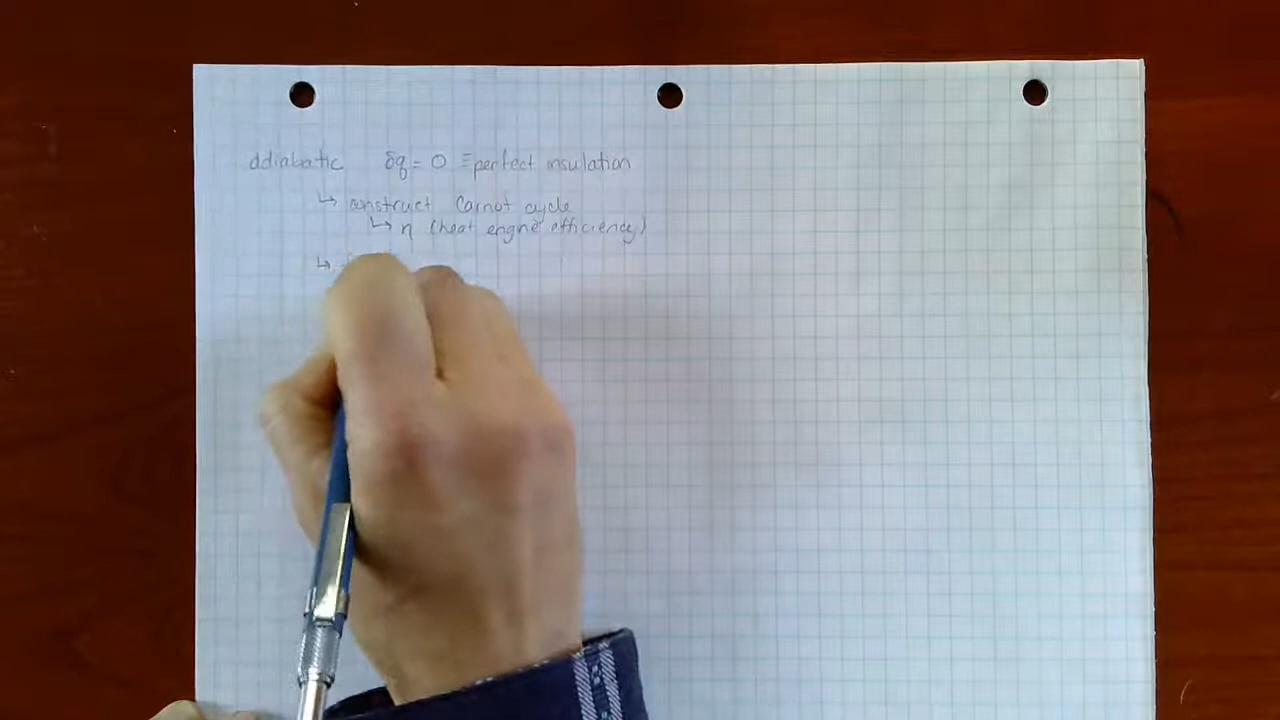 adiabatic δq = 0 ≡ perfect insulation
↳ construct Carnot cycle
↳ η (heat engine efficiency)
↳